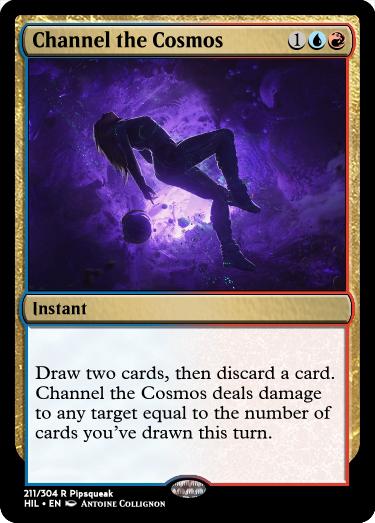 Channel the Cosmos 1
Instant
Draw two cards, then discard a card.
Channel the Cosmos deals damage
to any target equal to the number of
cards you've drawn this turn.
211/304 R Pipsqueak
HIL • EN Antoine Collignon